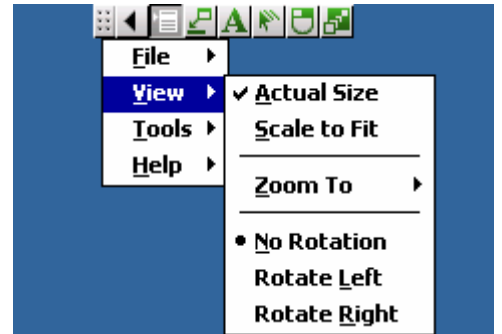 A
File
View
Tools
Help
Actual Size
Scale to Fit
Zoom To
No Rotation
Rotate Left
Rotate Right